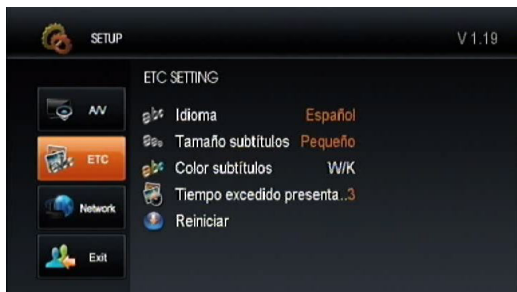 SETUP V 1.19
ETC SETTING
A/V
Idioma Español
Tamaño subtítulos Pequeño
ETC
Color subtítulos W/K
Tiempo excedido presenta..3
Network
Reiniciar
Exit